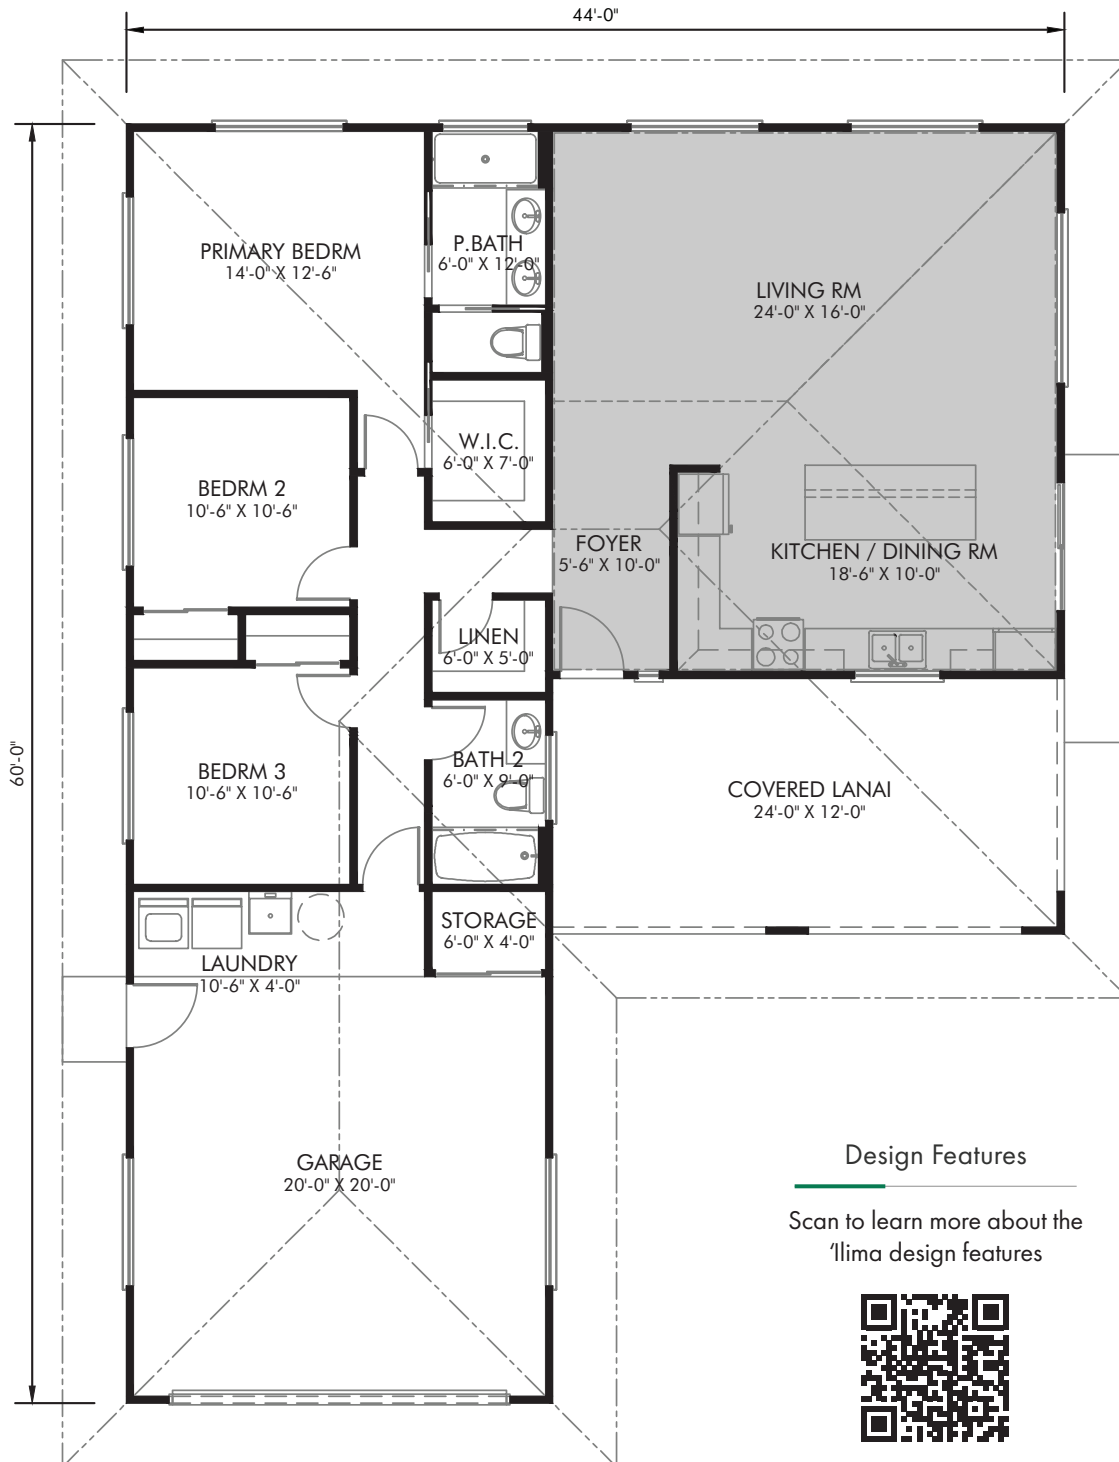 44'-0"
60'-0"
PRIMARY BEDRM
14'-0" X 12'-6"
P.BATH
6'-0" X 12'-0"
LIVING RM
24'-0" X 16'-0"
W.I.C.
6'-0" X 7'-0"
BEDRM 2
10'-6" X 10'-6"
FOYER
5'-6" X 10'-0"
KITCHEN / DINING RM
18'-6" X 10'-0"
LINEN
6'-0" X 5'-0"
BEDRM 3
10'-6" X 10'-6"
BATH 2
6'-0" X 9'-0"
COVERED LANAI
24'-0" X 12'-0"
STORAGE
6'-0" X 4'-0"
LAUNDRY
10'-6" X 4'-0"
GARAGE
20'-0" X 20'-0"
Design Features
Scan to learn more about the
‘Ilima design features